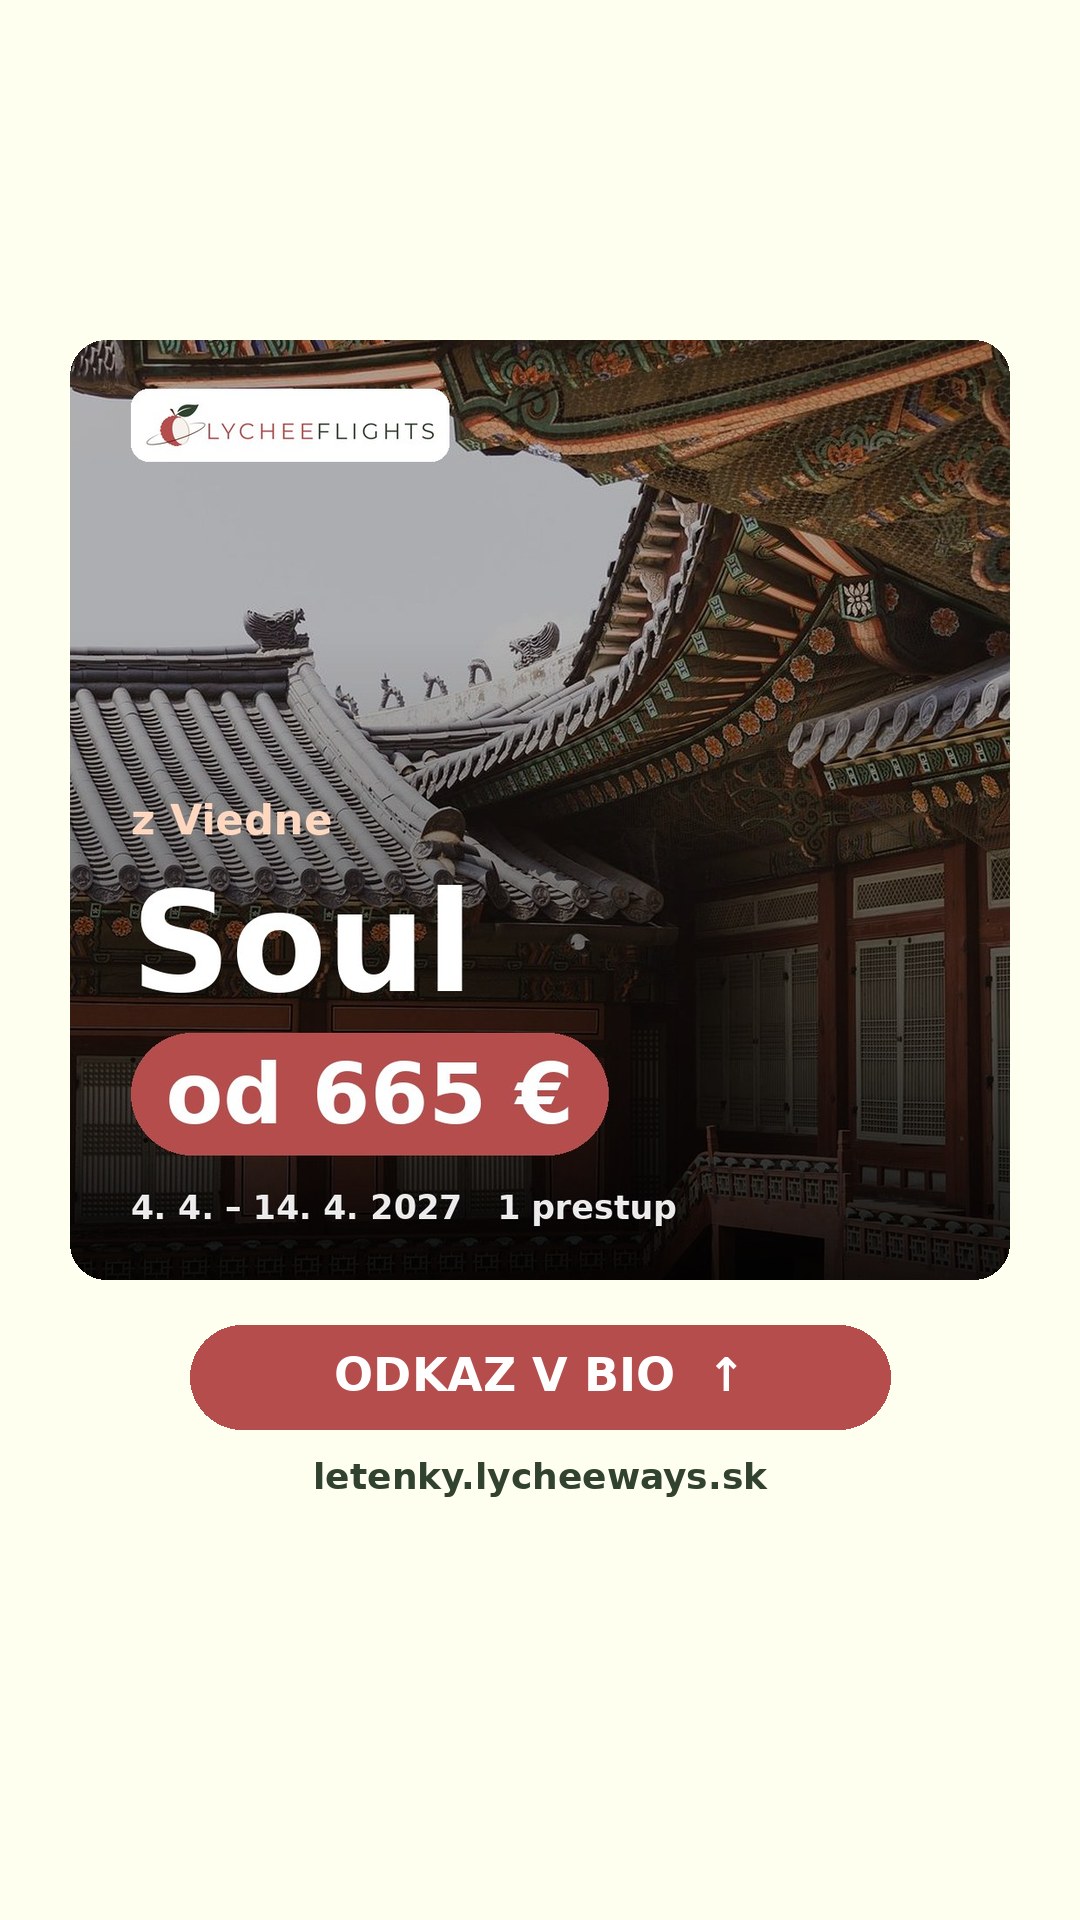 LYCHEEFLIGHTS
z Viedne
Soul
od 665 €
4. 4. – 14. 4. 2027 1 prestup
ODKAZ V BIO ↑
letenky.lycheeways.sk